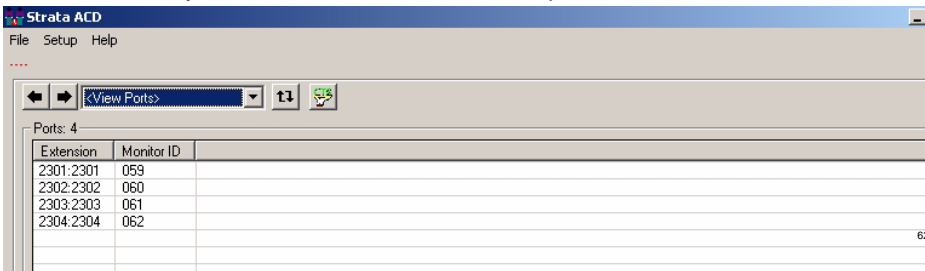 Strata ACD
File Setup Help
<View Ports>
Ports: 4
Extension Monitor ID
2301:2301 059
2302:2302 060
2303:2303 061
2304:2304 062